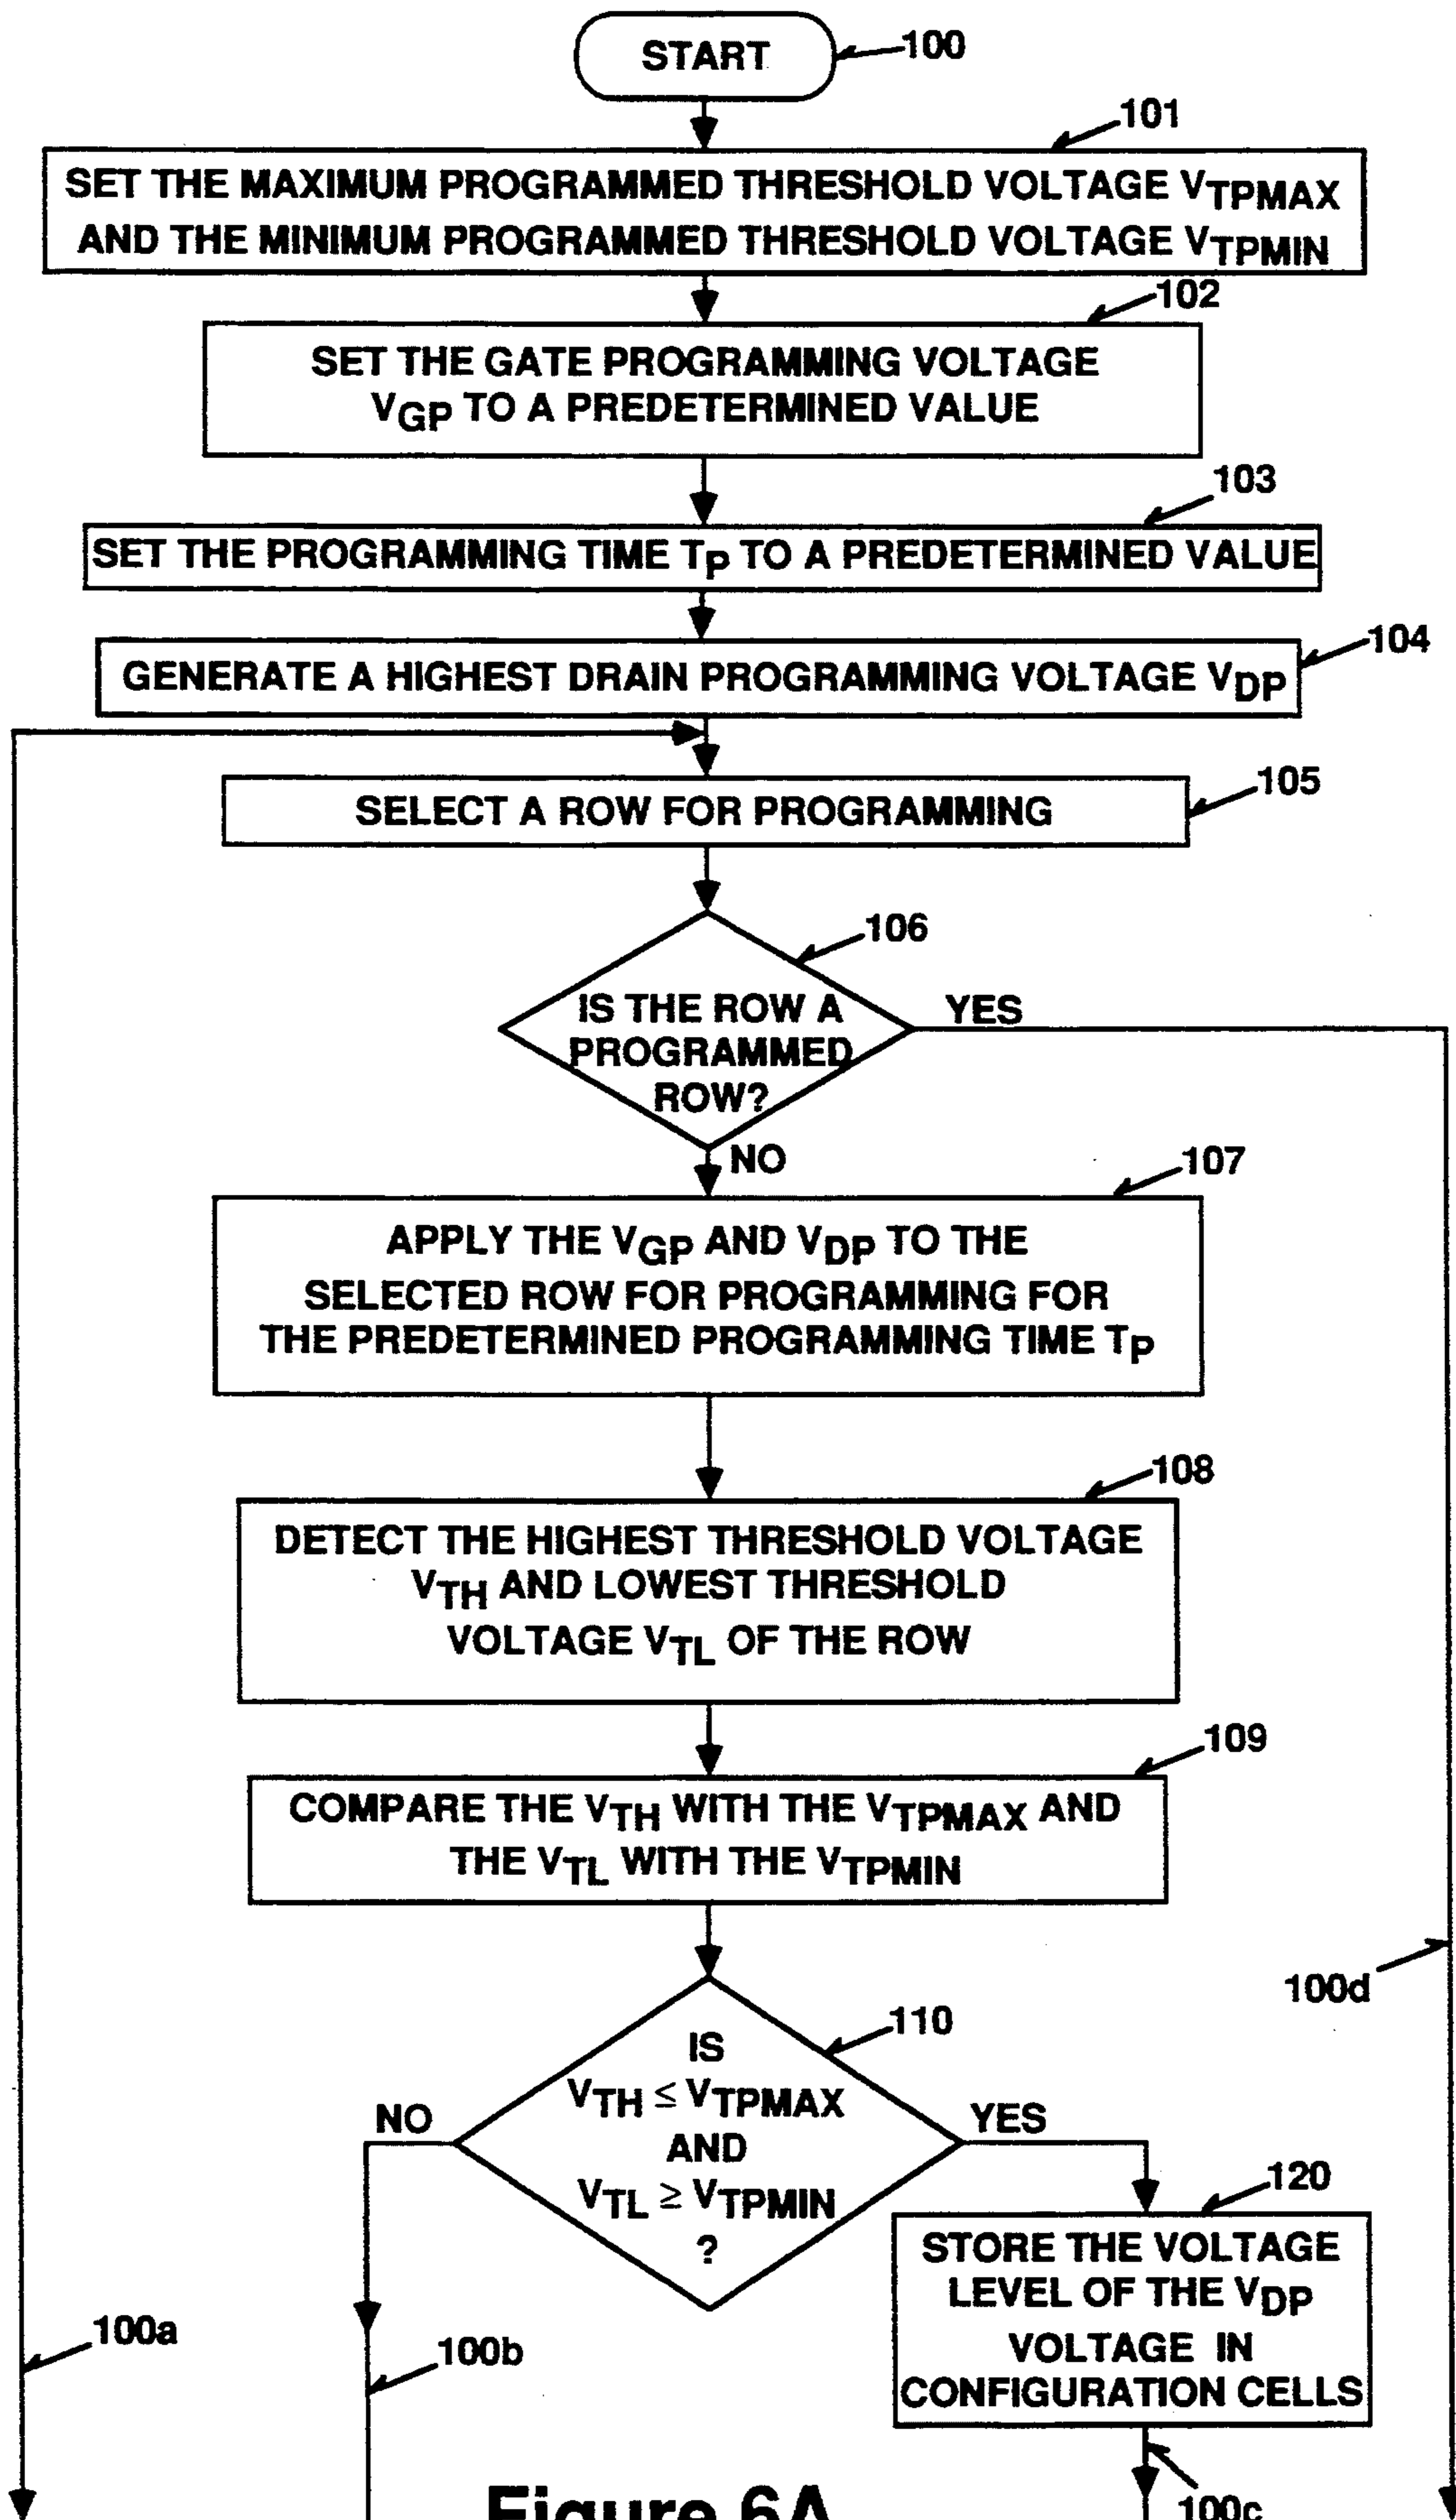 START
100
101
SET THE MAXIMUM PROGRAMMED THRESHOLD VOLTAGE VTPMAX
AND THE MINIMUM PROGRAMMED THRESHOLD VOLTAGE VTPMIN
102
SET THE GATE PROGRAMMING VOLTAGE
VGP TO A PREDETERMINED VALUE
103
SET THE PROGRAMMING TIME TP TO A PREDETERMINED VALUE
104
GENERATE A HIGHEST DRAIN PROGRAMMING VOLTAGE VDP
105
SELECT A ROW FOR PROGRAMMING
106
IS THE ROW A
PROGRAMMED
ROW?
YES
NO
107
APPLY THE VGP AND VDP TO THE
SELECTED ROW FOR PROGRAMMING FOR
THE PREDETERMINED PROGRAMMING TIME TP
108
DETECT THE HIGHEST THRESHOLD VOLTAGE
VTH AND LOWEST THRESHOLD
VOLTAGE VTL OF THE ROW
109
COMPARE THE VTH WITH THE VTPMAX AND
THE VTL WITH THE VTPMIN
100d
110
IS
VTH ≤ VTPMAX
AND
VTL ≥ VTPMIN
?
NO
YES
120
STORE THE VOLTAGE
LEVEL OF THE VDP
VOLTAGE IN
CONFIGURATION CELLS
100a
100b
100c
Figure 6A